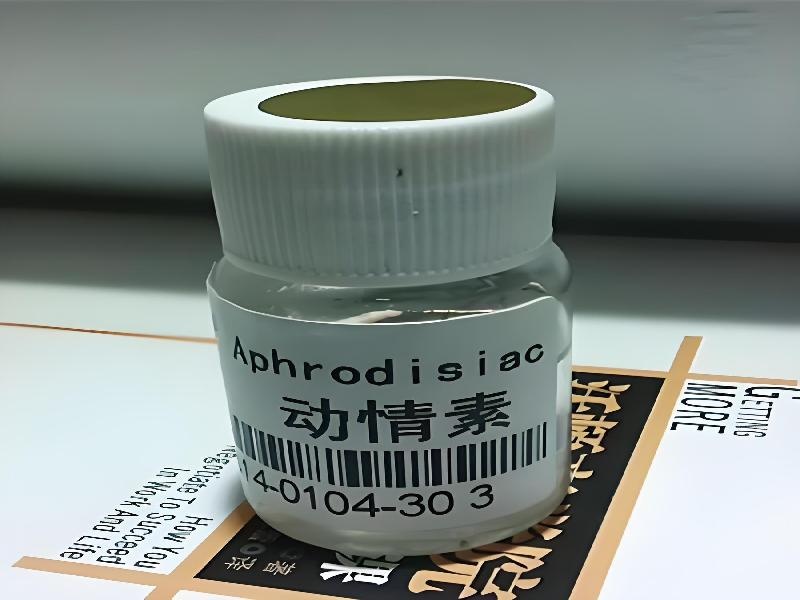 Aphrodisiac
动情素
14-0104-30 3
GETTING
MORE
How You
Negotiate To Succeed
in Work And Life